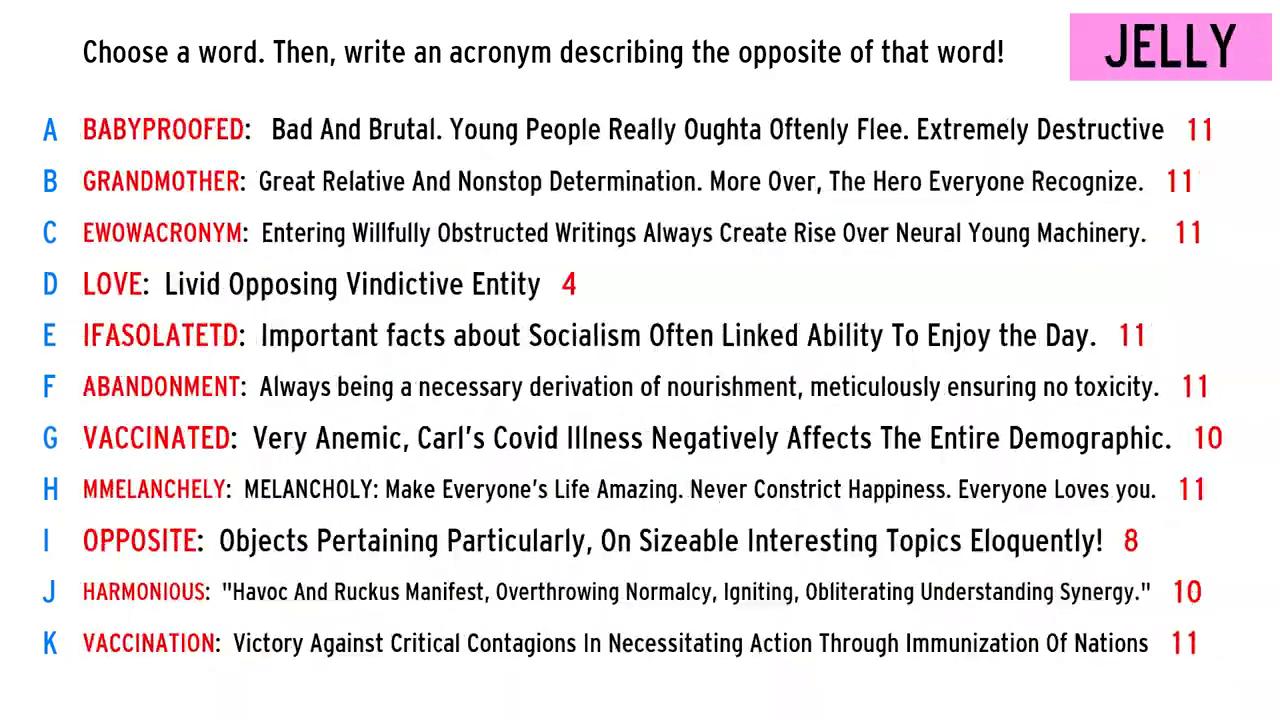 Choose a word. Then, write an acronym describing the opposite of that word!
JELLY
A BABYPROOFED: Bad And Brutal. Young People Really Oughta Oftenly Flee. Extremely Destructive 11
B GRANDMOTHER: Great Relative And Nonstop Determination. More Over, The Hero Everyone Recognize. 11
C EWOWACRONYM: Entering Willfully Obstructed Writings Always Create Rise Over Neural Young Machinery. 11
D LOVE: Livid Opposing Vindictive Entity 4
E IFASOLATETD: Important facts about Socialism Often Linked Ability To Enjoy the Day. 11
F ABANDONMENT: Always being a necessary derivation of nourishment, meticulously ensuring no toxicity. 11
G VACCINATED: Very Anemic, Carl's Covid Illness Negatively Affects The Entire Demographic. 10
H MMELANCHELY: MELANCHOLY: Make Everyone's Life Amazing. Never Constrict Happiness. Everyone Loves you. 11
I OPPOSITE: Objects Pertaining Particularly, On Sizeable Interesting Topics Eloquently! 8
J HARMONIOUS: "Havoc And Ruckus Manifest, Overthrowing Normalcy, Igniting, Obliterating Understanding Synergy." 10
K VACCINATION: Victory Against Critical Contagions In Necessitating Action Through Immunization Of Nations 11